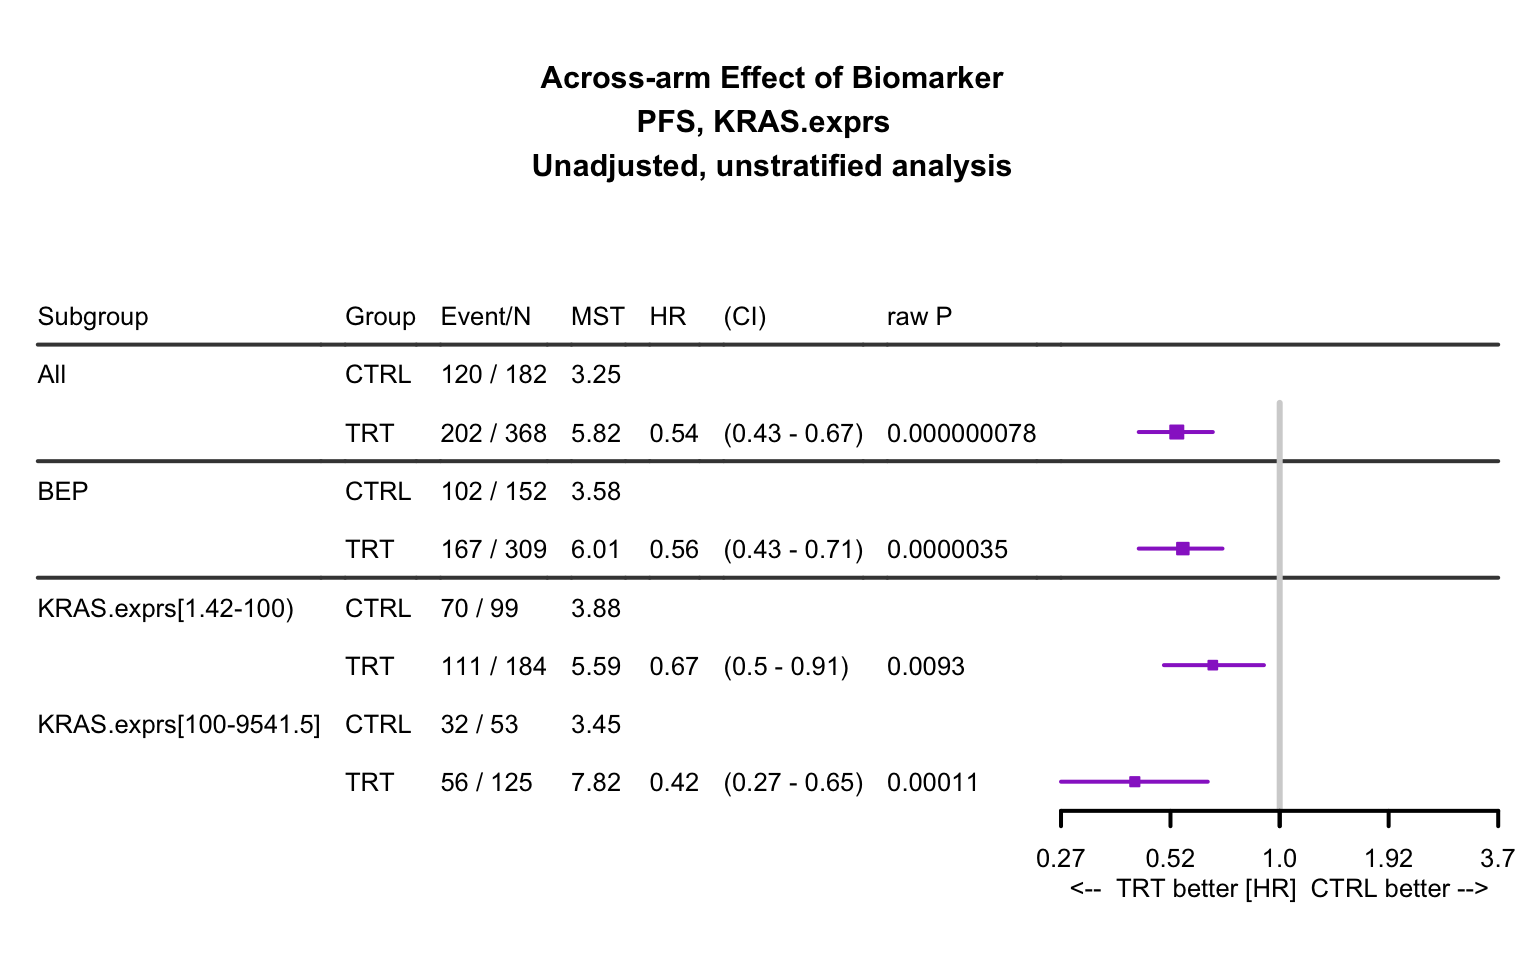 Across-arm Effect of Biomarker
PFS, KRAS.exprs
Unadjusted, unstratified analysis
Subgroup Group Event/N MST HR (CI) raw P
All CTRL 120 / 182 3.25
TRT 202 / 368 5.82 0.54 (0.43 - 0.67) 0.000000078
BEP CTRL 102 / 152 3.58
TRT 167 / 309 6.01 0.56 (0.43 - 0.71) 0.0000035
KRAS.exprs[1.42-100) CTRL 70 / 99 3.88
TRT 111 / 184 5.59 0.67 (0.5 - 0.91) 0.0093
KRAS.exprs[100-9541.5] CTRL 32 / 53 3.45
TRT 56 / 125 7.82 0.42 (0.27 - 0.65) 0.00011
0.27 0.52 1.0 1.92 3.7
<-- TRT better [HR] CTRL better -->